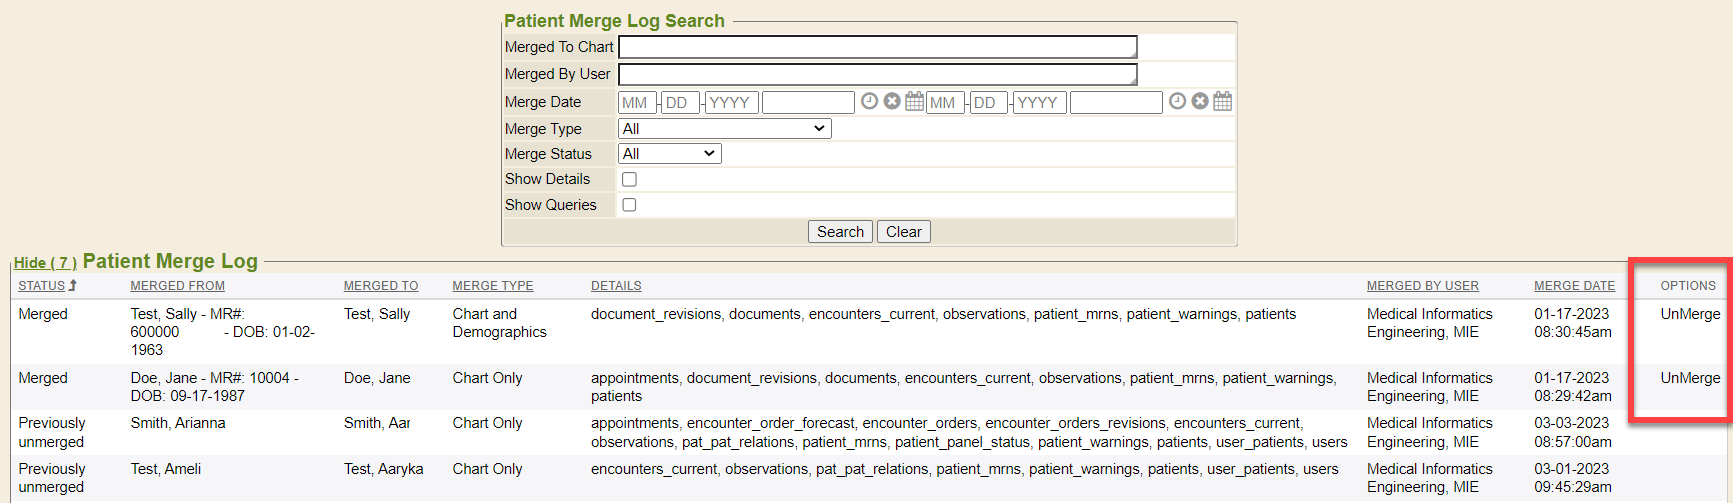 Patient Merge Log Search
Merged To Chart
Merged By User
Merge Date MM - DD - YYYY MM - DD - YYYY
Merge Type All
Merge Status All
Show Details
Show Queries
Search Clear
Hide ( 7 ) Patient Merge Log
STATUS MERGED FROM MERGED TO MERGE TYPE DETAILS MERGED BY USER MERGE DATE OPTIONS
Merged Test, Sally - MR#: Test, Sally Chart and document_revisions, documents, encounters_current, observations, patient_mrns, patient_warnings, patients Medical Informatics 01-17-2023 UnMerge
600000 - DOB: 01-02- Demographics Engineering, MIE 08:30:45am
1963
Merged Doe, Jane - MR#: 10004 - Doe, Jane Chart Only appointments, document_revisions, documents, encounters_current, observations, patient_mrns, patient_warnings, Medical Informatics 01-17-2023 UnMerge
DOB: 09-17-1987 patients Engineering, MIE 08:29:42am
Previously Smith, Arianna Smith, Aar Chart Only appointments, encounter_order_forecast, encounter_orders, encounter_orders_revisions, encounters_current, Medical Informatics 03-03-2023
unmerged observations, pat_pat_relations, patient_mrns, patient_panel_status, patient_warnings, patients, user_patients, users Engineering, MIE 08:57:00am
Previously Test, Ameli Test, Aaryka Chart Only encounters_current, observations, pat_pat_relations, patient_mrns, patient_warnings, patients, user_patients, users Medical Informatics 03-01-2023
unmerged Engineering, MIE 09:45:29am